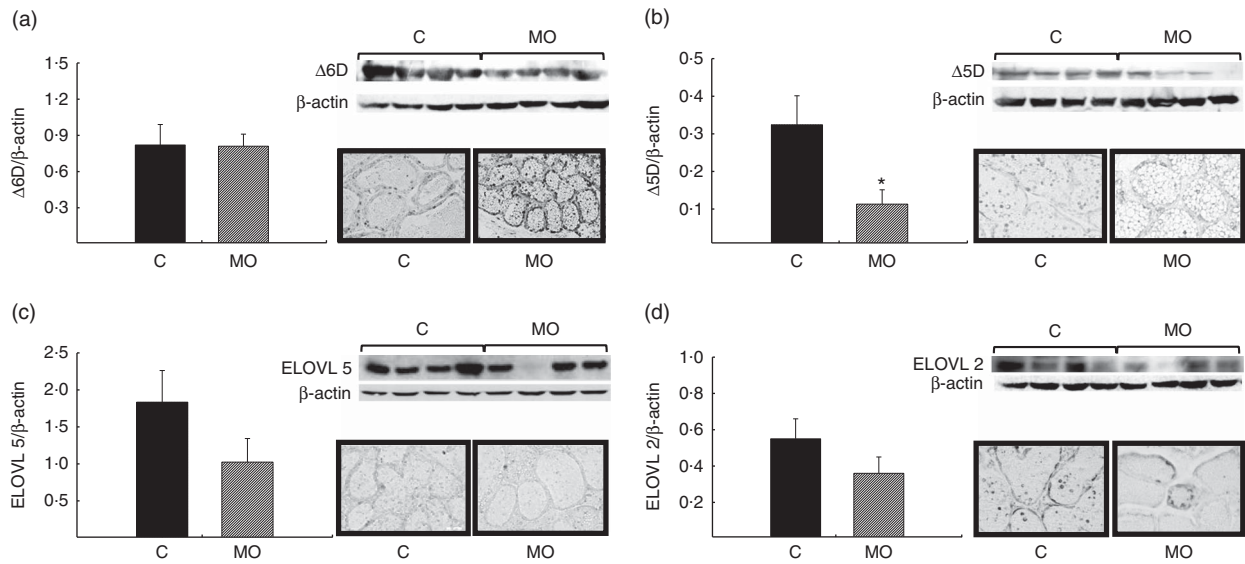 (a)
C MO
Δ6D
β-actin
Δ6D/β-actin
1·5
1·2
0·9
0·6
0·3
C MO
C MO
(b)
C MO
Δ5D
β-actin
Δ5D/β-actin
0·5
0·4
0·3
0·2
0·1
*
C MO
C MO
(c)
C MO
ELOVL 5
β-actin
ELOVL 5/β-actin
2·5
2·0
1·5
1·0
0·5
C MO
C MO
(d)
C MO
ELOVL 2
β-actin
ELOVL 2/β-actin
1·0
0·8
0·6
0·4
0·2
C MO
C MO